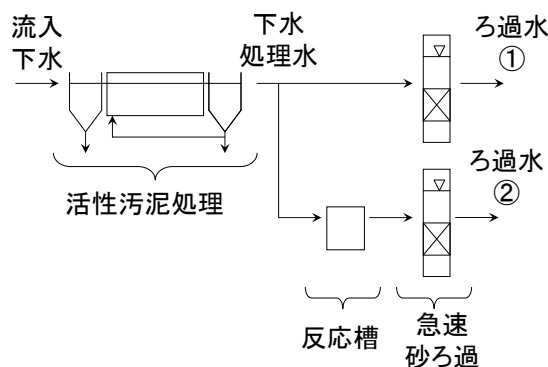 流入
下水
下水
処理水
ろ過水
①
活性汚泥処理
ろ過水
②
反応槽
急速
砂ろ過